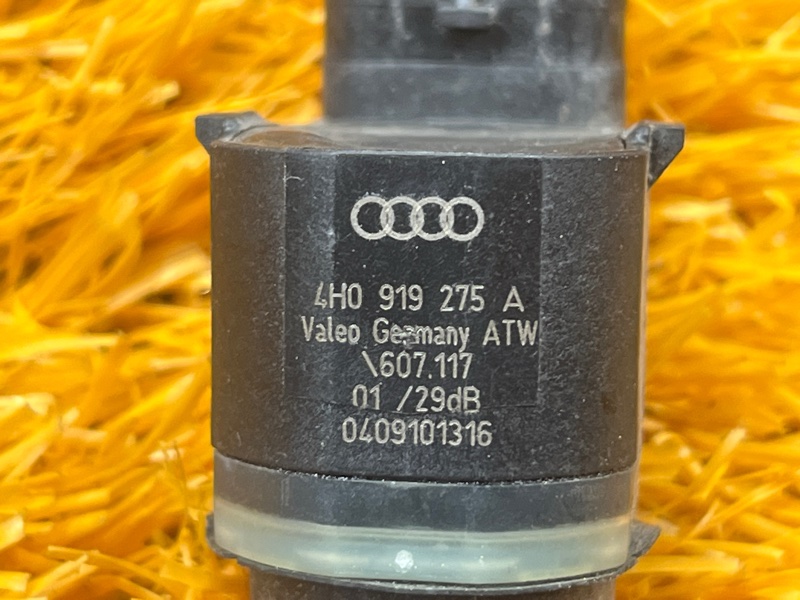 4H0 919 275 A
Valeo Germany ATW
\607.117
01 /29dB
0409101316